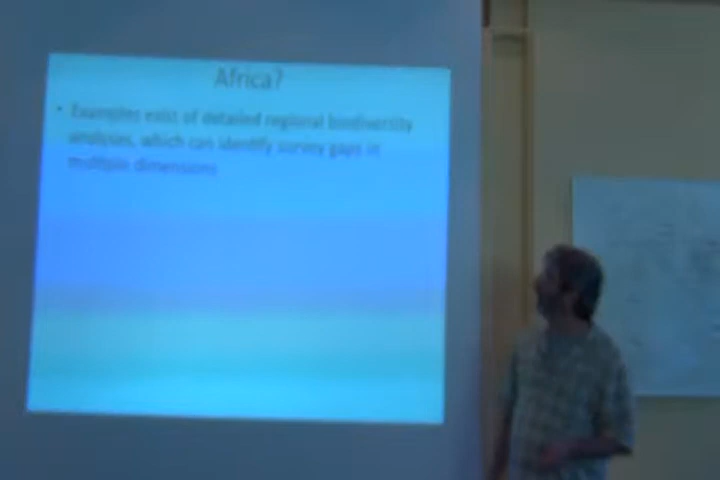 Africa?
• Examples exist of detailed regional biodiversity
analyses, which can identify survey gaps in
multiple dimensions